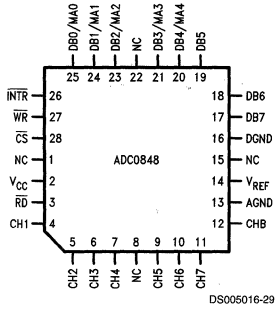 DB0/MA0 DB1/MA1 DB2/MA2 NC DB3/MA3 DB4/MA4 DB5
25 24 23 22 21 20 19
INTR 26 18 DB6
WR 27 17 DB7
CS 28 16 DGND
NC 1 ADC0848 15 NC
VCC 2 14 VREF
RD 3 13 AGND
CH1 4 12 CHB
5 6 7 8 9 10 11
CH2 CH3 CH4 NC CH5 CH6 CH7
DS005016-29